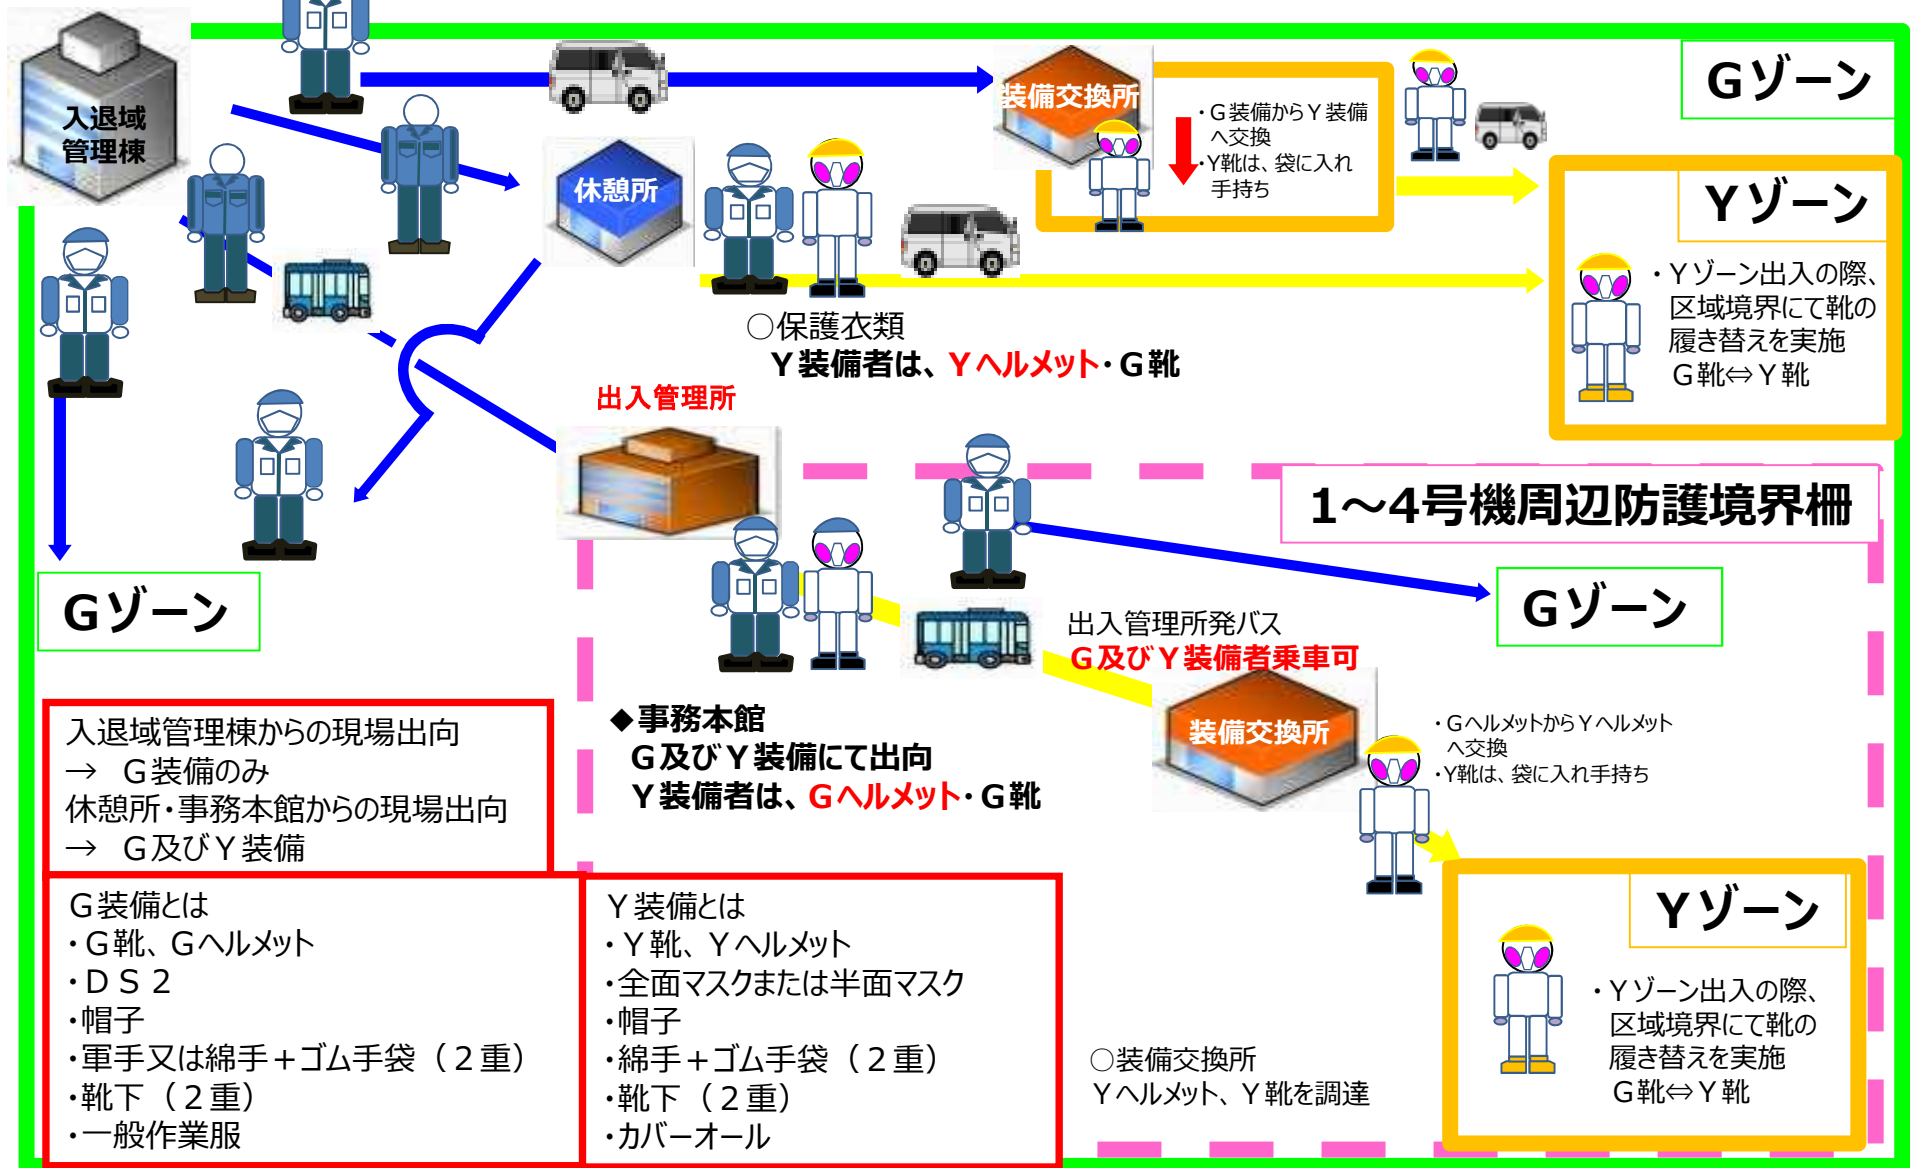 入退域
管理棟
装備交換所
・G装備からY装備
へ交換
・Y靴は、袋に入れ
手持ち
Gゾーン
休憩所
Yゾーン
・Yゾーン出入の際、
区域境界にて靴の
履き替えを実施
G靴⇔Y靴
○保護衣類
Y装備者は、Yヘルメット・G靴
出入管理所
1～4号機周辺防護境界柵
Gゾーン
Gゾーン
出入管理所発バス
G及びY装備者乗車可
装備交換所
・GヘルメットからYヘルメット
へ交換
・Y靴は、袋に入れ手持ち
◆事務本館
G及びY装備にて出向
Y装備者は、Gヘルメット・G靴
入退域管理棟からの現場出向
→ G装備のみ
休憩所・事務本館からの現場出向
→ G及びY装備
G装備とは
・G靴、Gヘルメット
・DS2
・帽子
・軍手又は綿手＋ゴム手袋（2重）
・靴下（2重）
・一般作業服
Y装備とは
・Y靴、Yヘルメット
・全面マスクまたは半面マスク
・帽子
・綿手＋ゴム手袋（2重）
・靴下（2重）
・カバーオール
○装備交換所
Yヘルメット、Y靴を調達
Yゾーン
・Yゾーン出入の際、
区域境界にて靴の
履き替えを実施
G靴⇔Y靴